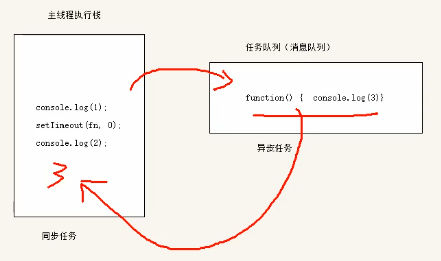 主线程执行栈
console.log(1);
setTimeout(fn, 0);
console.log(2);
3
同步任务
任务队列（消息队列）
function() { console.log(3)}
异步任务